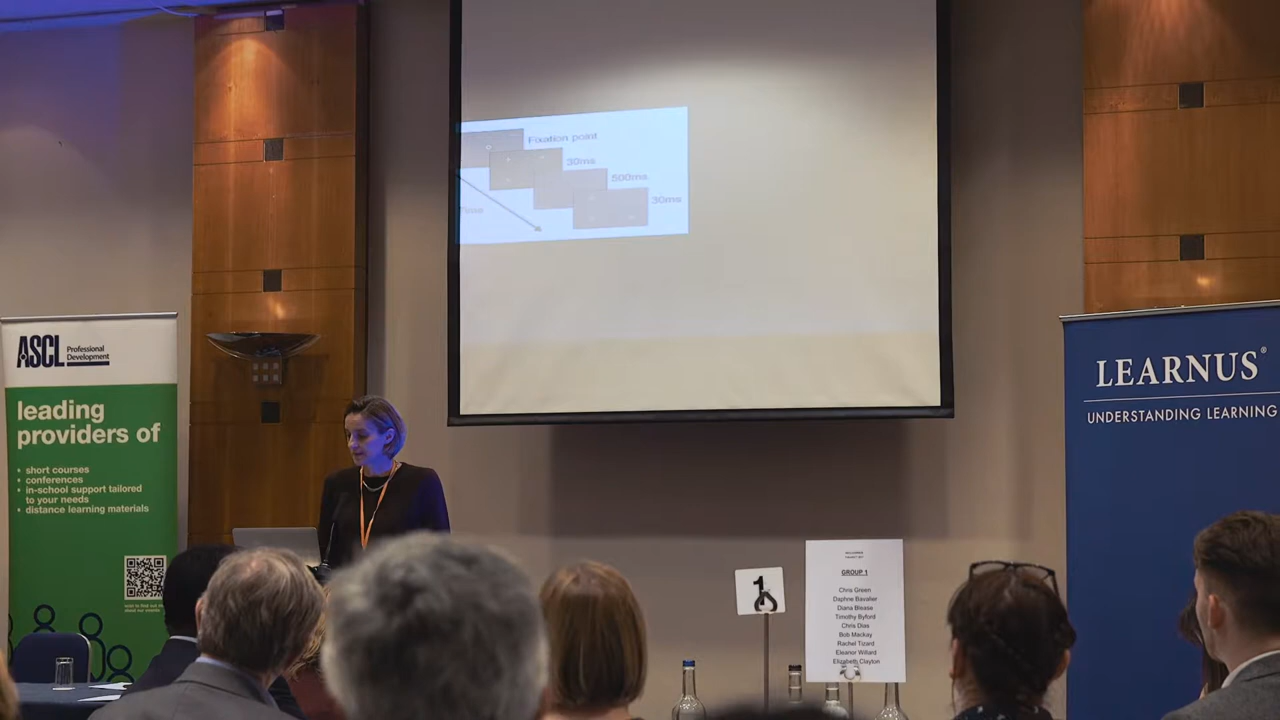 Fixation point
30ms
500ms
30ms
Time
ASCL Professional
Development
leading
providers of
• short courses
• conferences
• in-school support tailored
to your needs
• distance learning materials
LEARNUS®
UNDERSTANDING LEARNING
1
GROUP 1
Chris Green
Daphne Bavalier
Diana Blease
Timothy Byford
Chris Dias
Bob Mackay
Rachel Tizard
Eleanor Willard
Elizabeth Clayton